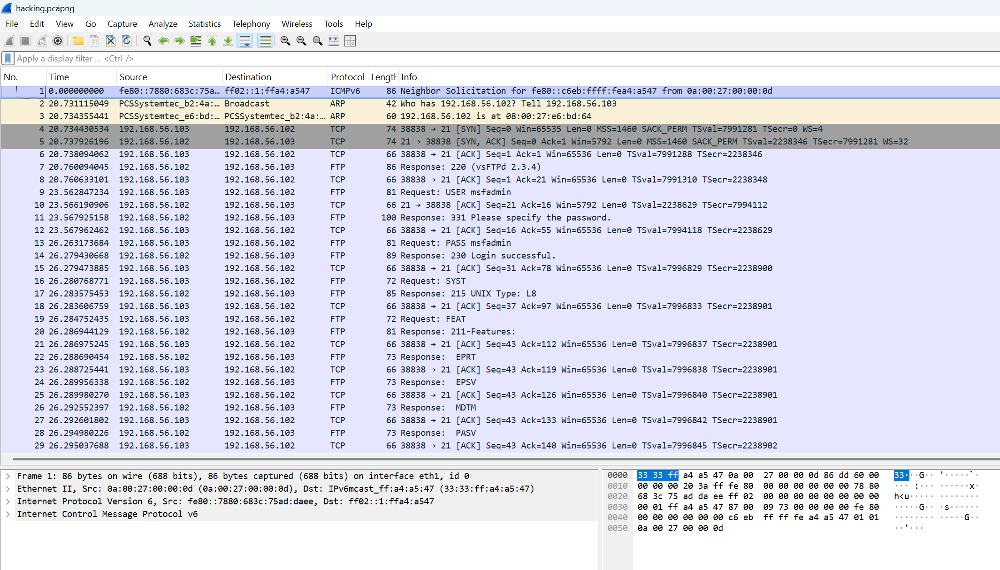 hacking.pcapng
File Edit View Go Capture Analyze Statistics Telephony Wireless Tools Help
Apply a display filter ... <Ctrl-/>
No. Time Source Destination Protocol Length Info
1 0.000000000 fe80::7880:683c:75a… ff02::1:ffa4:a547 ICMPv6 86 Neighbor Solicitation for fe80::c6eb:ffff:fea4:a547 from 0a:00:27:00:00:0d
2 20.731115049 PCSSystemtec_b2:4a:… Broadcast ARP 42 Who has 192.168.56.102? Tell 192.168.56.103
3 20.734355441 PCSSystemtec_e6:bd:… PCSSystemtec_b2:4a:… ARP 60 192.168.56.102 is at 08:00:27:e6:bd:64
4 20.734430534 192.168.56.103 192.168.56.102 TCP 74 38838 → 21 [SYN] Seq=0 Win=65535 Len=0 MSS=1460 SACK_PERM TSval=7991281 TSecr=0 WS=4
5 20.737926196 192.168.56.102 192.168.56.103 TCP 74 21 → 38838 [SYN, ACK] Seq=0 Ack=1 Win=5792 Len=0 MSS=1460 SACK_PERM TSval=2238346 TSecr=7991281 WS=32
6 20.738094062 192.168.56.103 192.168.56.102 TCP 66 38838 → 21 [ACK] Seq=1 Ack=1 Win=65536 Len=0 TSval=7991288 TSecr=2238346
7 20.760094045 192.168.56.102 192.168.56.103 FTP 86 Response: 220 (vsFTPd 2.3.4)
8 20.760633101 192.168.56.103 192.168.56.102 TCP 66 38838 → 21 [ACK] Seq=1 Ack=21 Win=65536 Len=0 TSval=7991310 TSecr=2238348
9 23.562847234 192.168.56.103 192.168.56.102 FTP 81 Request: USER msfadmin
10 23.566190906 192.168.56.102 192.168.56.103 TCP 66 21 → 38838 [ACK] Seq=21 Ack=16 Win=5792 Len=0 TSval=2238629 TSecr=7994112
11 23.567925158 192.168.56.102 192.168.56.103 FTP 100 Response: 331 Please specify the password.
12 23.567962462 192.168.56.103 192.168.56.102 TCP 66 38838 → 21 [ACK] Seq=16 Ack=55 Win=65536 Len=0 TSval=7994118 TSecr=2238629
13 26.263173684 192.168.56.103 192.168.56.102 FTP 81 Request: PASS msfadmin
14 26.279430668 192.168.56.102 192.168.56.103 FTP 89 Response: 230 Login successful.
15 26.279473885 192.168.56.103 192.168.56.102 TCP 66 38838 → 21 [ACK] Seq=31 Ack=78 Win=65536 Len=0 TSval=7996829 TSecr=2238900
16 26.280768771 192.168.56.103 192.168.56.102 FTP 72 Request: SYST
17 26.283575453 192.168.56.102 192.168.56.103 FTP 85 Response: 215 UNIX Type: L8
18 26.283606759 192.168.56.103 192.168.56.102 TCP 66 38838 → 21 [ACK] Seq=37 Ack=97 Win=65536 Len=0 TSval=7996833 TSecr=2238901
19 26.284752435 192.168.56.103 192.168.56.102 FTP 72 Request: FEAT
20 26.286944129 192.168.56.102 192.168.56.103 FTP 81 Response: 211-Features:
21 26.286975245 192.168.56.103 192.168.56.102 TCP 66 38838 → 21 [ACK] Seq=43 Ack=112 Win=65536 Len=0 TSval=7996837 TSecr=2238901
22 26.288690454 192.168.56.102 192.168.56.103 FTP 73 Response:  EPRT
23 26.288725441 192.168.56.103 192.168.56.102 TCP 66 38838 → 21 [ACK] Seq=43 Ack=119 Win=65536 Len=0 TSval=7996838 TSecr=2238901
24 26.289956338 192.168.56.102 192.168.56.103 FTP 73 Response:  EPSV
25 26.289980270 192.168.56.103 192.168.56.102 TCP 66 38838 → 21 [ACK] Seq=43 Ack=126 Win=65536 Len=0 TSval=7996840 TSecr=2238901
26 26.292552397 192.168.56.102 192.168.56.103 FTP 73 Response:  MDTM
27 26.292601802 192.168.56.103 192.168.56.102 TCP 66 38838 → 21 [ACK] Seq=43 Ack=133 Win=65536 Len=0 TSval=7996842 TSecr=2238901
28 26.294980226 192.168.56.102 192.168.56.103 FTP 73 Response:  PASV
29 26.295037688 192.168.56.103 192.168.56.102 TCP 66 38838 → 21 [ACK] Seq=43 Ack=140 Win=65536 Len=0 TSval=7996845 TSecr=2238902
Frame 1: 86 bytes on wire (688 bits), 86 bytes captured (688 bits) on interface eth1, id 0
Ethernet II, Src: 0a:00:27:00:00:0d (0a:00:27:00:00:0d), Dst: IPv6mcast_ff:a4:a5:47 (33:33:ff:a4:a5:47)
Internet Protocol Version 6, Src: fe80::7880:683c:75ad:daee, Dst: ff02::1:ffa4:a547
Internet Control Message Protocol v6
0000 33 33 ff a4 a5 47 0a 00 27 00 00 0d 86 dd 60 00 33···G·· '·····`·
0010 00 00 00 20 3a ff fe 80 00 00 00 00 00 00 78 80 ··· :··· ······x·
0020 68 3c 75 ad da ee ff 02 00 00 00 00 00 00 00 00 h<u····· ········
0030 00 01 ff a4 a5 47 87 00 09 73 00 00 00 00 fe 80 ·····G·· ·s······
0040 00 00 00 00 00 00 c6 eb ff ff fe a4 a5 47 01 01 ········ ·····G··
0050 0a 00 27 00 00 0d ··'···